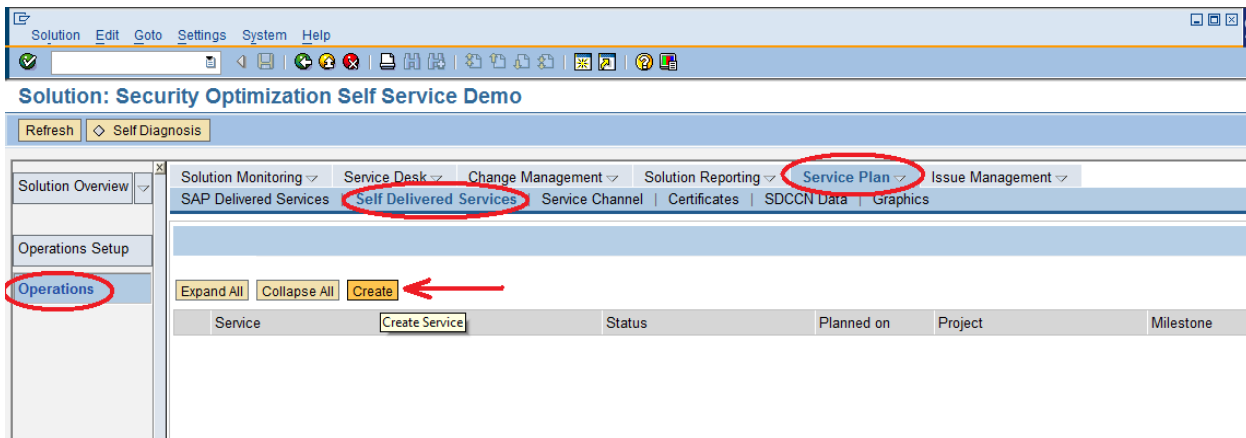 Solution Edit Goto Settings System Help
Solution: Security Optimization Self Service Demo
Refresh Self Diagnosis
Solution Overview
Solution Monitoring Service Desk Change Management Solution Reporting Service Plan Issue Management
SAP Delivered Services | Self Delivered Services | Service Channel | Certificates | SDCCN Data | Graphics
Operations Setup
Operations
Expand All Collapse All Create
Service Status Planned on Project Milestone
Create Service